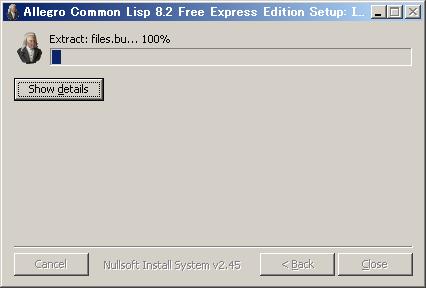 Allegro Common Lisp 8.2 Free Express Edition Setup: I...
Extract: files.bu... 100%
Show details
Cancel
Nullsoft Install System v2.45
< Back
Close